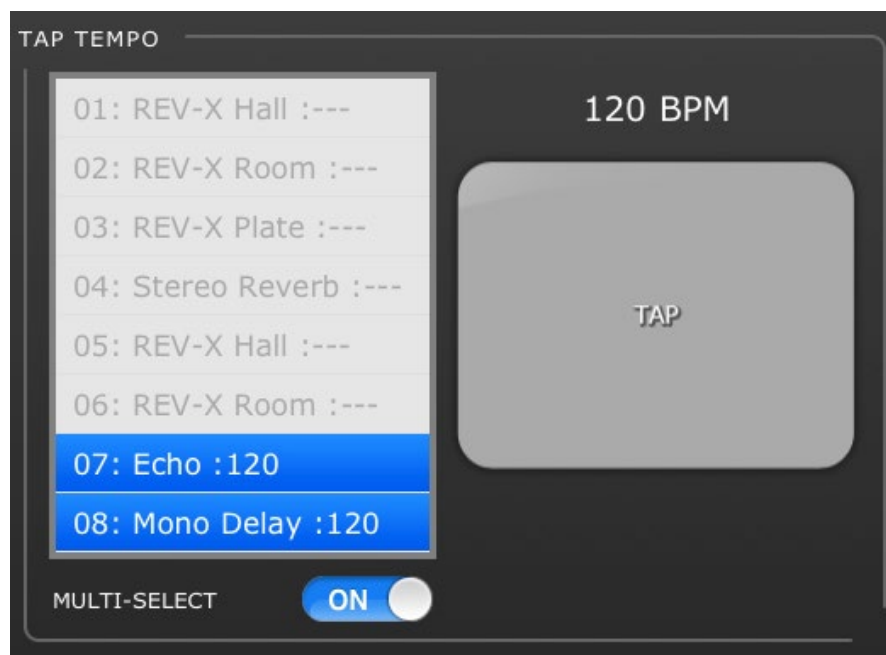 TAP TEMPO
01: REV-X Hall :---
02: REV-X Room :---
03: REV-X Plate :---
04: Stereo Reverb :---
05: REV-X Hall :---
06: REV-X Room :---
07: Echo :120
08: Mono Delay :120
MULTI-SELECT ON
120 BPM
TAP